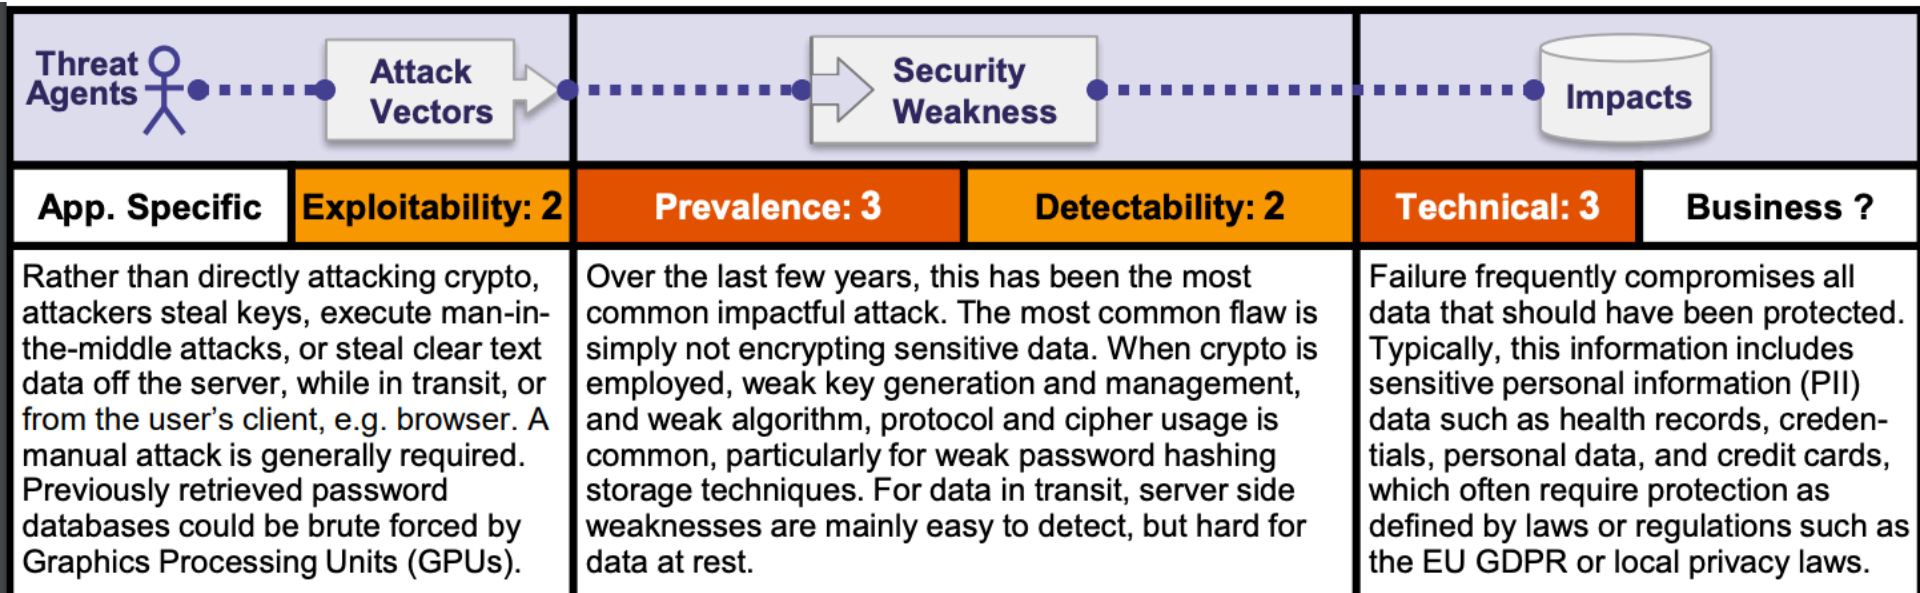 Threat
Agents
Attack
Vectors
Security
Weakness
Impacts
App. Specific
Exploitability: 2
Prevalence: 3
Detectability: 2
Technical: 3
Business ?
Rather than directly attacking crypto,
attackers steal keys, execute man-in-
the-middle attacks, or steal clear text
data off the server, while in transit, or
from the user's client, e.g. browser. A
manual attack is generally required.
Previously retrieved password
databases could be brute forced by
Graphics Processing Units (GPUs).
Over the last few years, this has been the most
common impactful attack. The most common flaw is
simply not encrypting sensitive data. When crypto is
employed, weak key generation and management,
and weak algorithm, protocol and cipher usage is
common, particularly for weak password hashing
storage techniques. For data in transit, server side
weaknesses are mainly easy to detect, but hard for
data at rest.
Failure frequently compromises all
data that should have been protected.
Typically, this information includes
sensitive personal information (PII)
data such as health records, creden-
tials, personal data, and credit cards,
which often require protection as
defined by laws or regulations such as
the EU GDPR or local privacy laws.